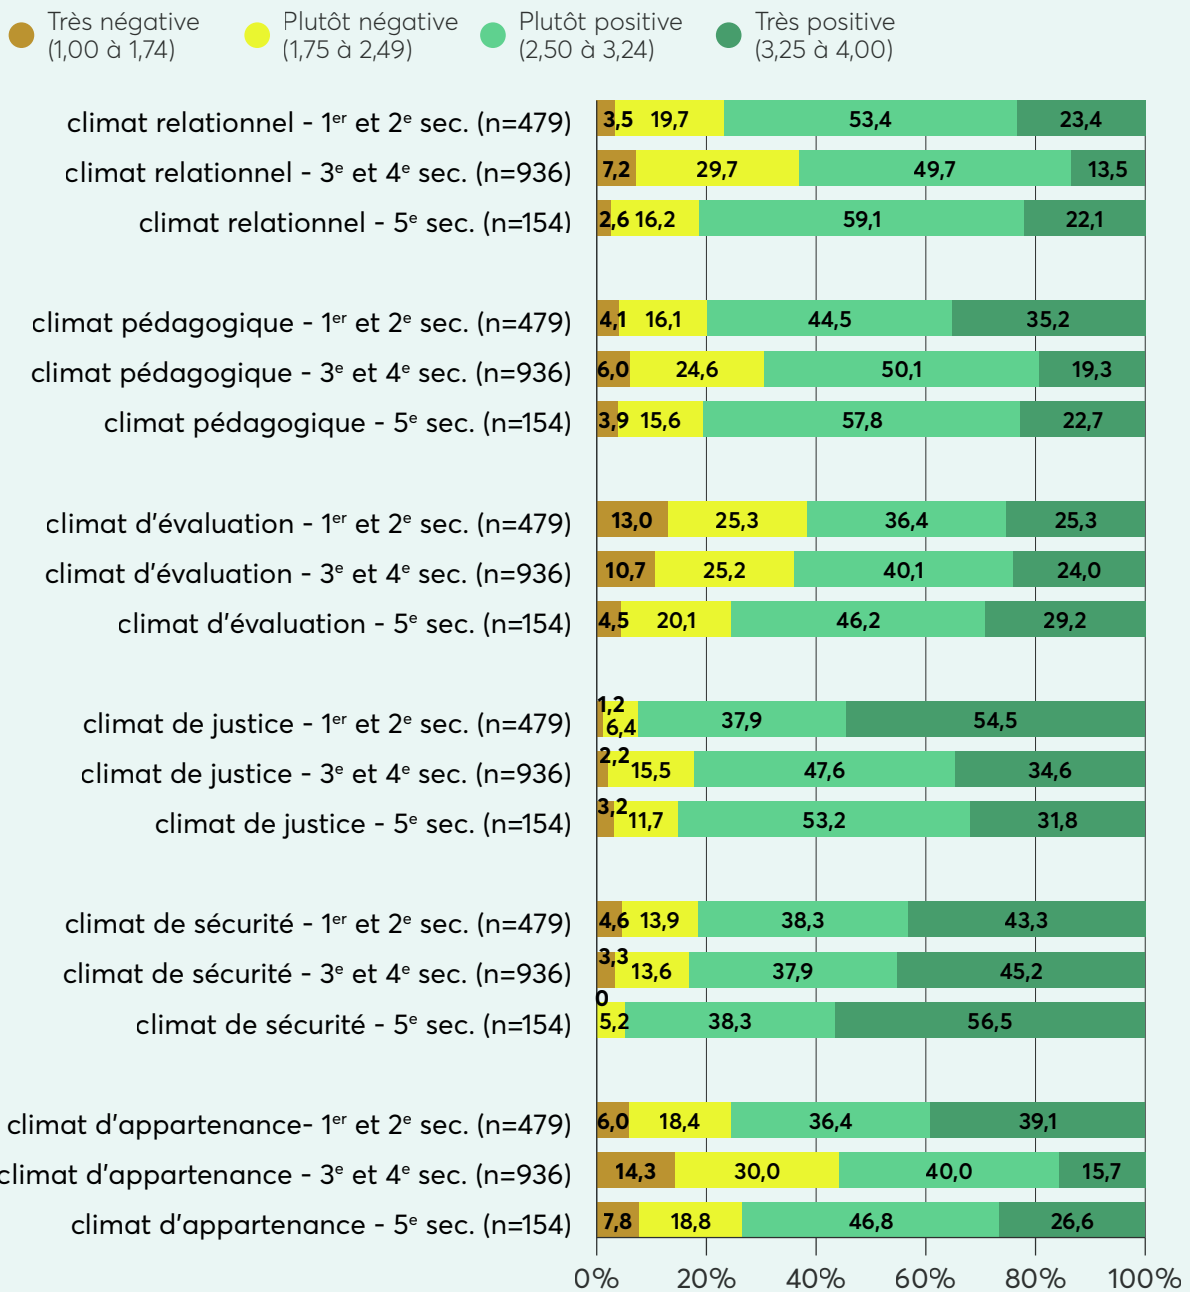 Très négative
(1,00 à 1,74)
Plutôt négative
(1,75 à 2,49)
Plutôt positive
(2,50 à 3,24)
Très positive
(3,25 à 4,00)
climat relationnel - 1er et 2e sec. (n=479) 3,5 19,7 53,4 23,4
climat relationnel - 3e et 4e sec. (n=936) 7,2 29,7 49,7 13,5
climat relationnel - 5e sec. (n=154) 2,6 16,2 59,1 22,1
climat pédagogique - 1er et 2e sec. (n=479) 4,1 16,1 44,5 35,2
climat pédagogique - 3e et 4e sec. (n=936) 6,0 24,6 50,1 19,3
climat pédagogique - 5e sec. (n=154) 3,9 15,6 57,8 22,7
climat d'évaluation - 1er et 2e sec. (n=479) 13,0 25,3 36,4 25,3
climat d'évaluation - 3e et 4e sec. (n=936) 10,7 25,2 40,1 24,0
climat d'évaluation - 5e sec. (n=154) 4,5 20,1 46,2 29,2
climat de justice - 1er et 2e sec. (n=479) 1,2 6,4 37,9 54,5
climat de justice - 3e et 4e sec. (n=936) 2,2 15,5 47,6 34,6
climat de justice - 5e sec. (n=154) 3,2 11,7 53,2 31,8
climat de sécurité - 1er et 2e sec. (n=479) 4,6 13,9 38,3 43,3
climat de sécurité - 3e et 4e sec. (n=936) 3,3 13,6 37,9 45,2
climat de sécurité - 5e sec. (n=154) 0 5,2 38,3 56,5
climat d'appartenance- 1er et 2e sec. (n=479) 6,0 18,4 36,4 39,1
climat d'appartenance - 3e et 4e sec. (n=936) 14,3 30,0 40,0 15,7
climat d'appartenance - 5e sec. (n=154) 7,8 18,8 46,8 26,6
0% 20% 40% 60% 80% 100%